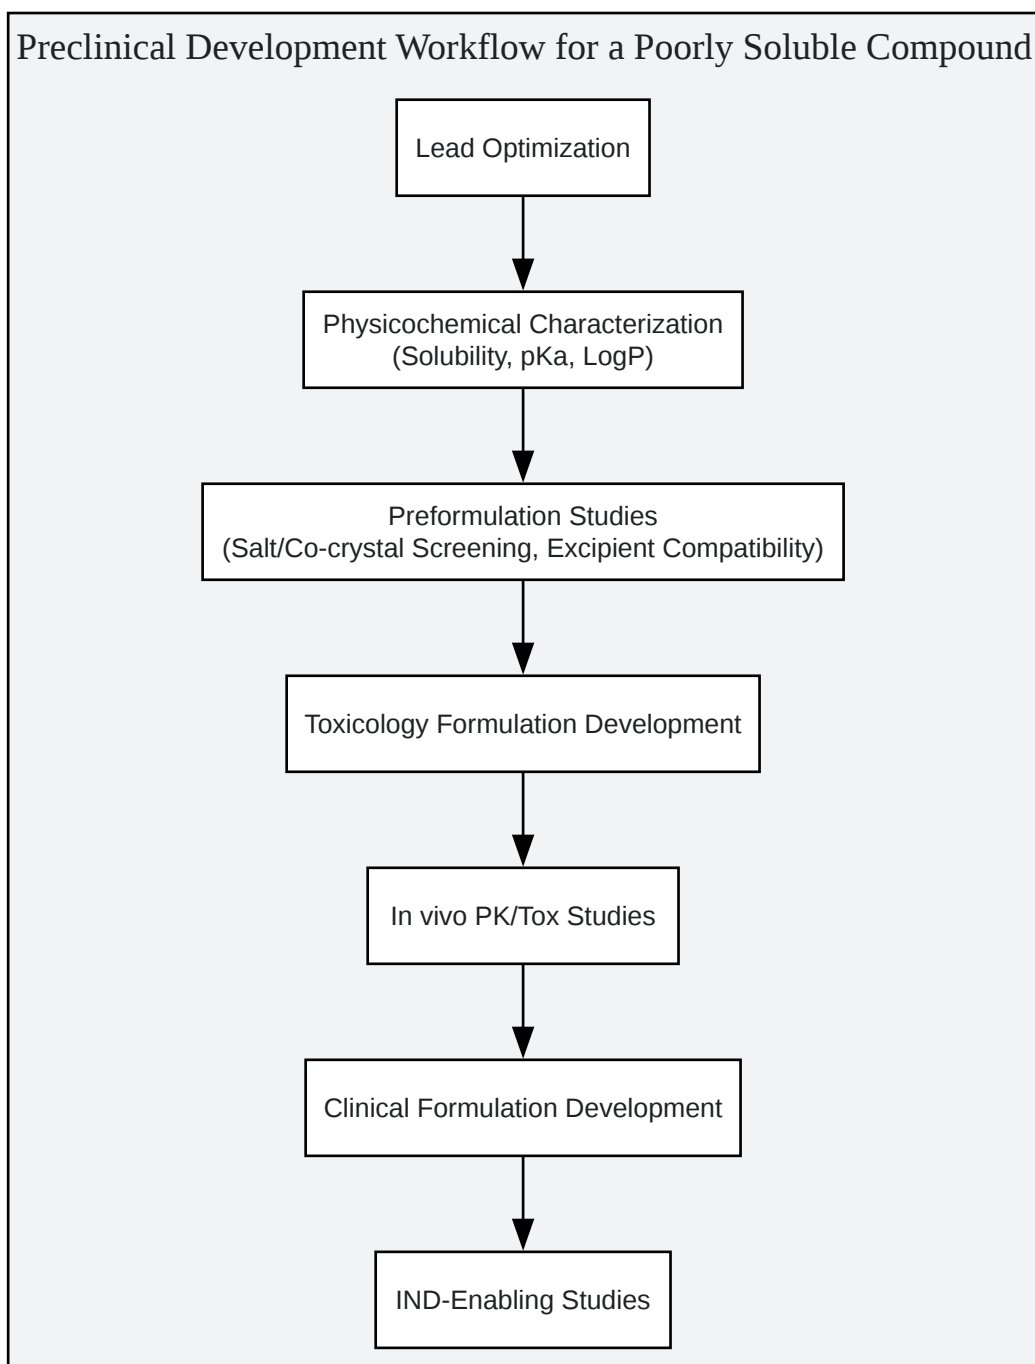 Preclinical Development Workflow for a Poorly Soluble Compound
Lead Optimization
Physicochemical Characterization
(Solubility, pKa, LogP)
Preformulation Studies
(Salt/Co-crystal Screening, Excipient Compatibility)
Toxicology Formulation Development
In vivo PK/Tox Studies
Clinical Formulation Development
IND-Enabling Studies